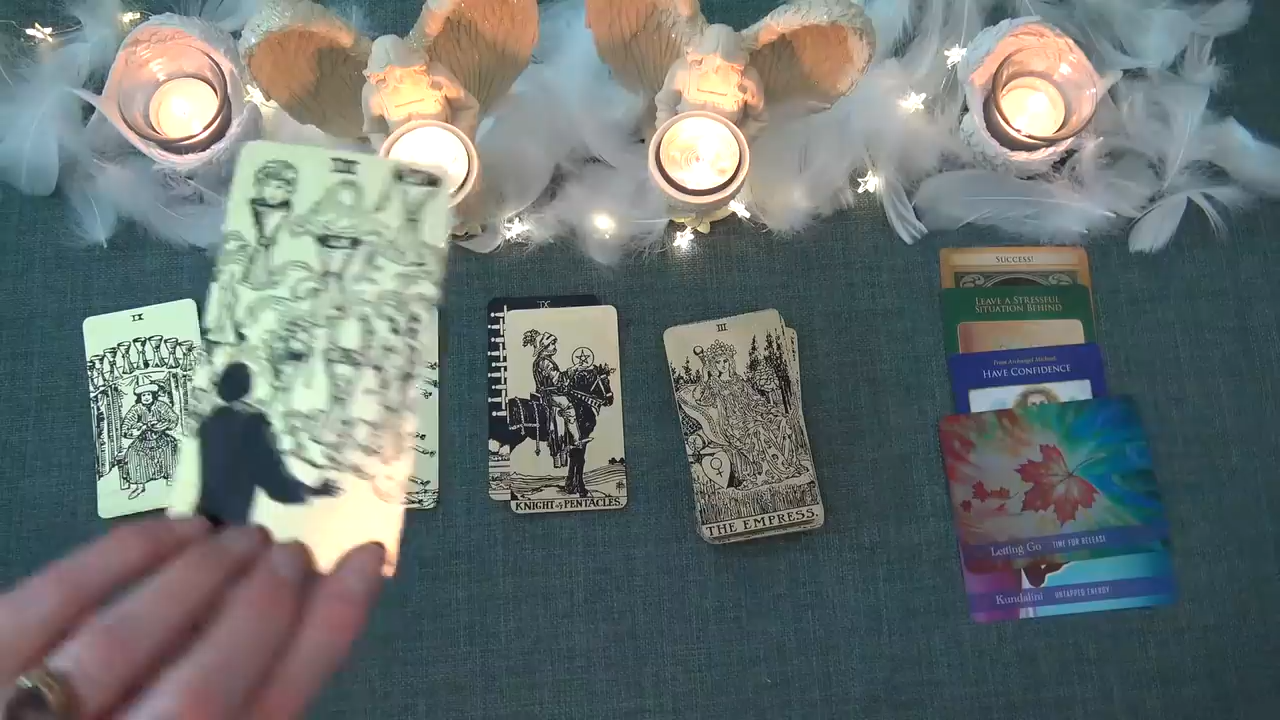 VII
SUCCESS!
LEAVE A STRESSFUL
SITUATION BEHIND
From Archangel Michael:
HAVE CONFIDENCE
IX
IX
III
KNIGHT of PENTACLES
THE EMPRESS.
Letting Go TIME FOR RELEASE
Kundalini UNTAPPED ENERGY